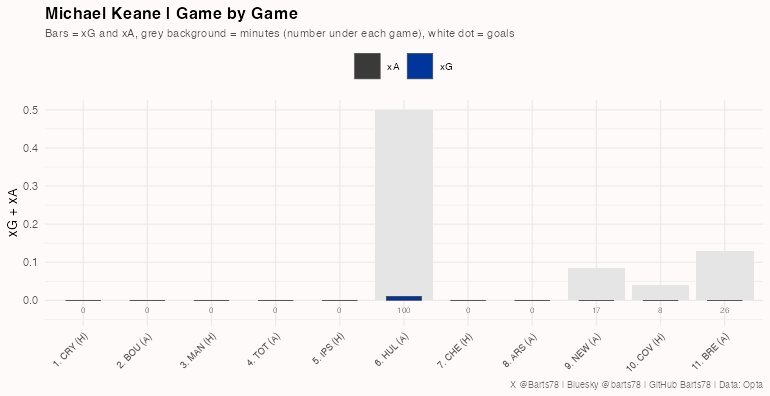 Michael Keane | Game by Game
Bars = xG and xA, grey background = minutes (number under each game), white dot = goals
xA xG
xG + xA
0.5
0.4
0.3
0.2
0.1
0.0
0 0 0 0 0 100 0 0 17 8 26
1. CRY (H) 2. BOU (A) 3. MAN (H) 4. TOT (A) 5. IPS (H) 6. HUL (A) 7. CHE (H) 8. ARS (A) 9. NEW (A) 10. COV (H) 11. BRE (A)
X @Barts78 | Bluesky @barts78 | GitHub Barts78 | Data: Opta